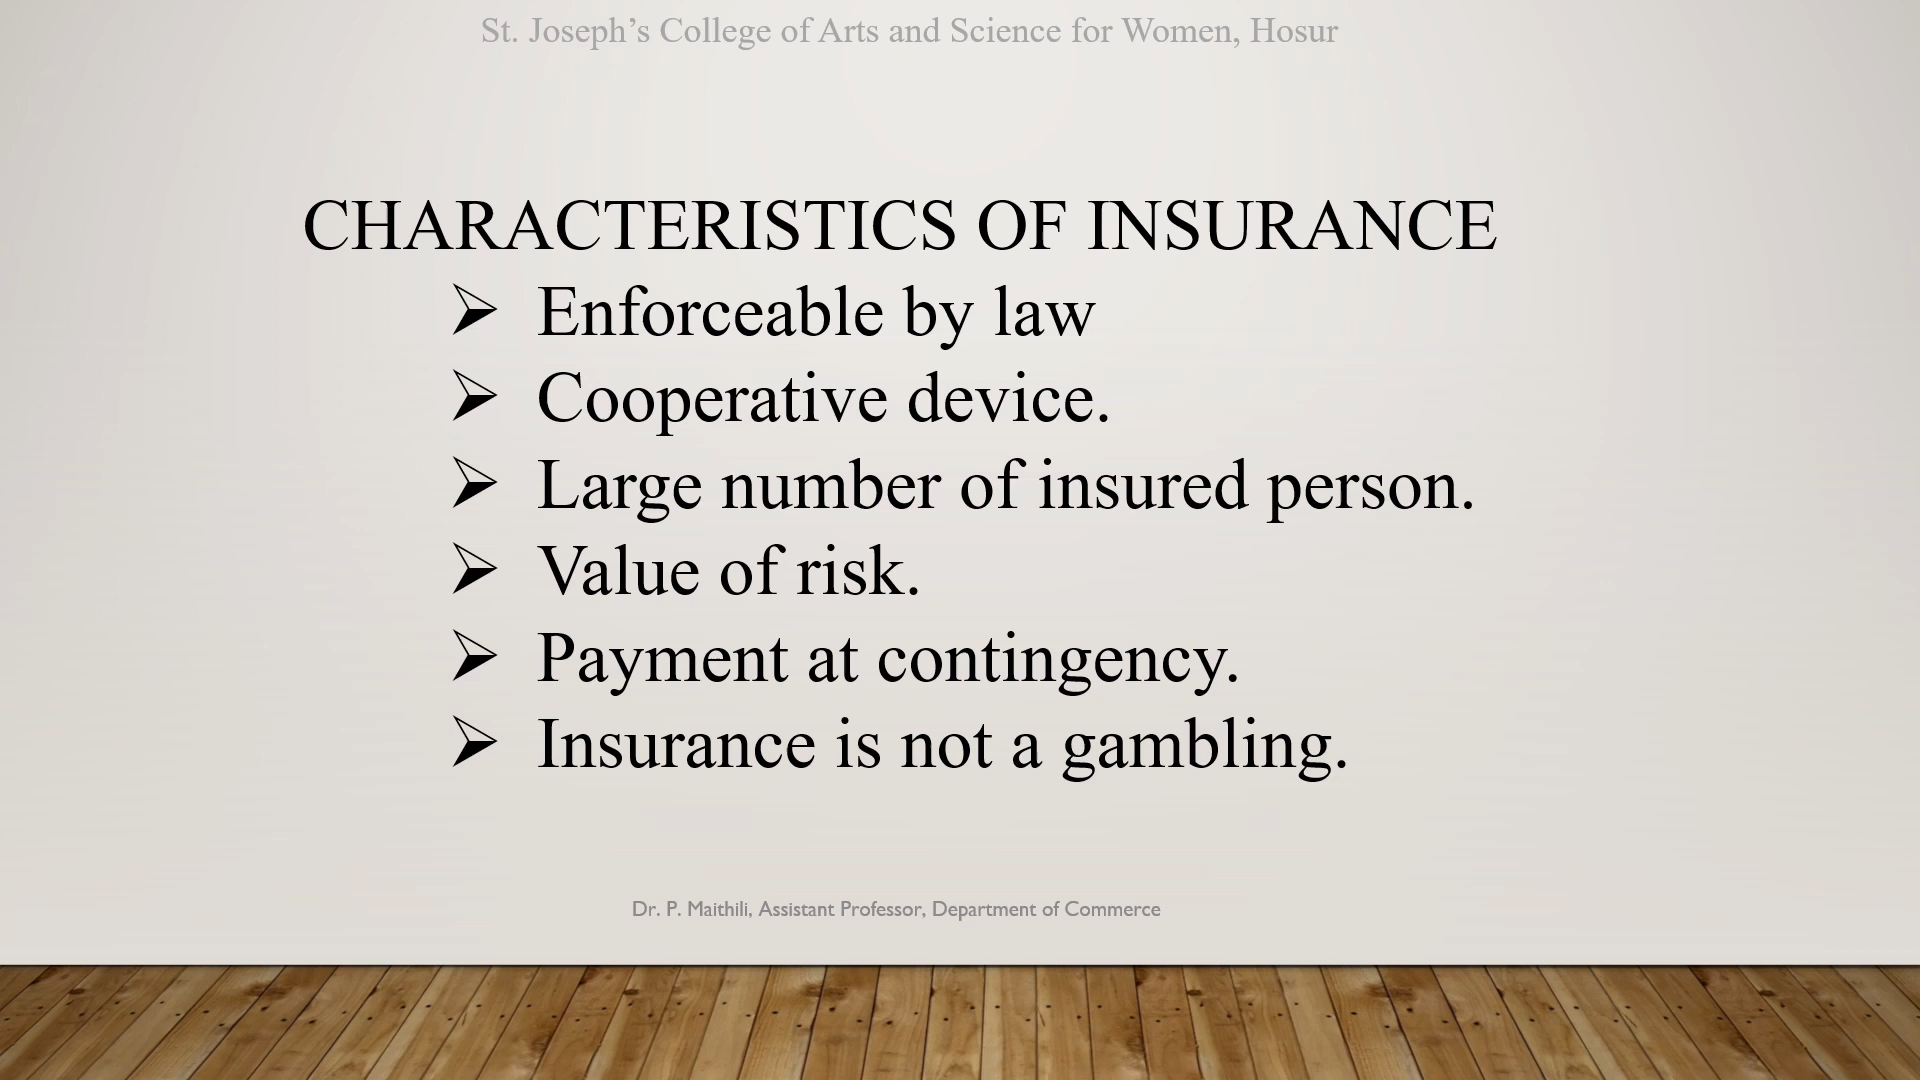 St. Joseph’s College of Arts and Science for Women, Hosur
CHARACTERISTICS OF INSURANCE
➢ Enforceable by law
➢ Cooperative device.
➢ Large number of insured person.
➢ Value of risk.
➢ Payment at contingency.
➢ Insurance is not a gambling.
Dr. P. Maithili, Assistant Professor, Department of Commerce